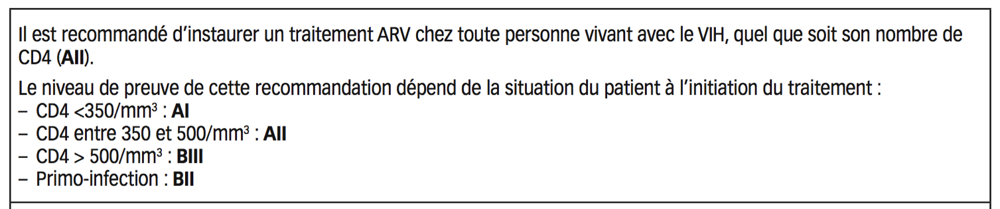 Il est recommandé d’instaurer un traitement ARV chez toute personne vivant avec le VIH, quel que soit son nombre de
CD4 (AII).
Le niveau de preuve de cette recommandation dépend de la situation du patient à l’initiation du traitement :
– CD4 <350/mm³ : AI
– CD4 entre 350 et 500/mm³ : AII
– CD4 > 500/mm³ : BIII
– Primo-infection : BII